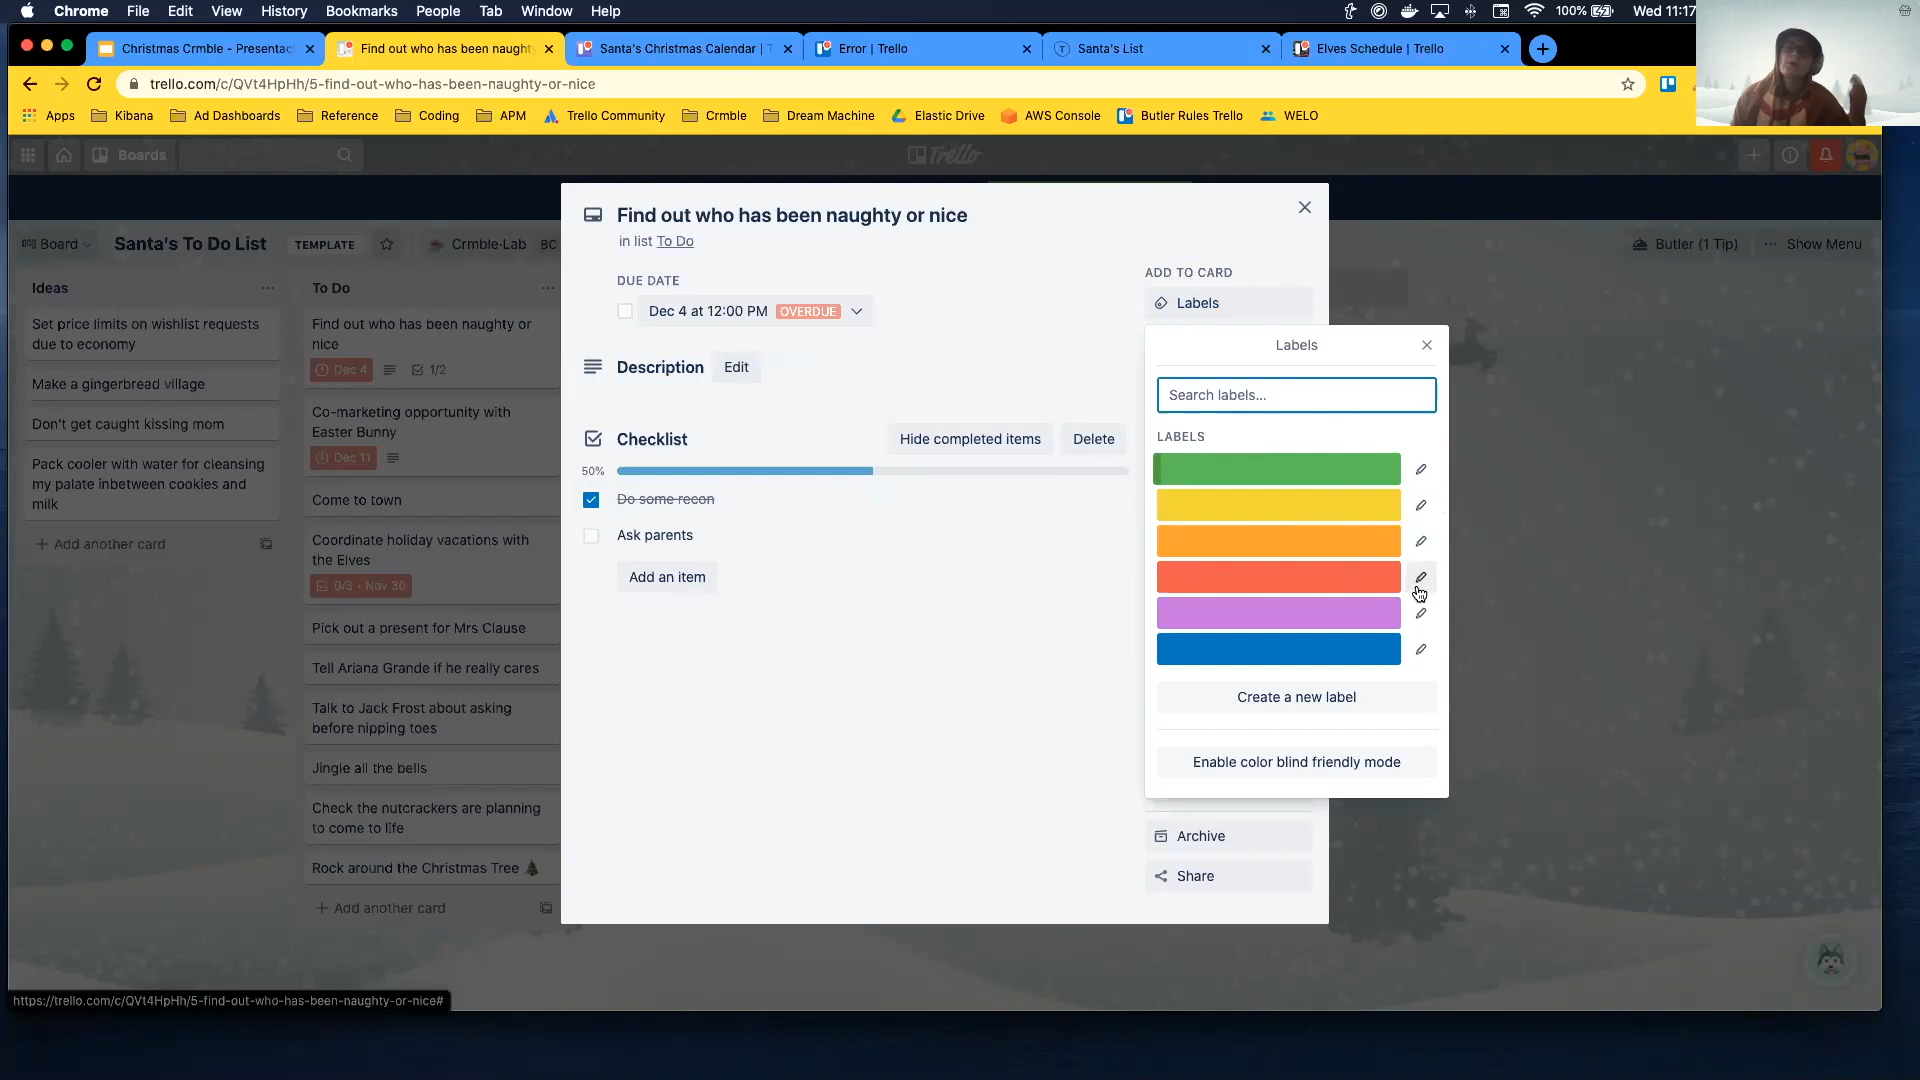 Chrome File Edit View History Bookmarks People Tab Window Help 100% Wed 11:17
Christmas Crmble - Presentac Find out who has been naught Santa's Christmas Calendar | T Error | Trello Santa's List Elves Schedule | Trello
trello.com/c/QVt4HpHh/5-find-out-who-has-been-naughty-or-nice
Apps Kibana Ad Dashboards Reference Coding APM Trello Community Crmble Dream Machine Elastic Drive AWS Console Butler Rules Trello WELO
Boards Trello
Board Santa's To Do List TEMPLATE Crmble-Lab BC Butler (1 Tip) Show Menu
Ideas
Set price limits on wishlist requests
due to economy
Make a gingerbread village
Don't get caught kissing mom
Pack cooler with water for cleansing
my palate inbetween cookies and
milk
+ Add another card
To Do
Find out who has been naughty or
nice
Dec 4 1/2
Co-marketing opportunity with
Easter Bunny
Dec 11
Come to town
Coordinate holiday vacations with
the Elves
0/3 • Nov 30
Pick out a present for Mrs Clause
Tell Ariana Grande if he really cares
Talk to Jack Frost about asking
before nipping toes
Jingle all the bells
Check the nutcrackers are planning
to come to life
Rock around the Christmas Tree 🎄
+ Add another card
Find out who has been naughty or nice
in list To Do
DUE DATE
Dec 4 at 12:00 PM OVERDUE
Description Edit
Checklist Hide completed items Delete
50%
Do some recon
Ask parents
Add an item
ADD TO CARD
Labels
Labels
Search labels...
LABELS
Create a new label
Enable color blind friendly mode
Archive
Share
https://trello.com/c/QVt4HpHh/5-find-out-who-has-been-naughty-or-nice#